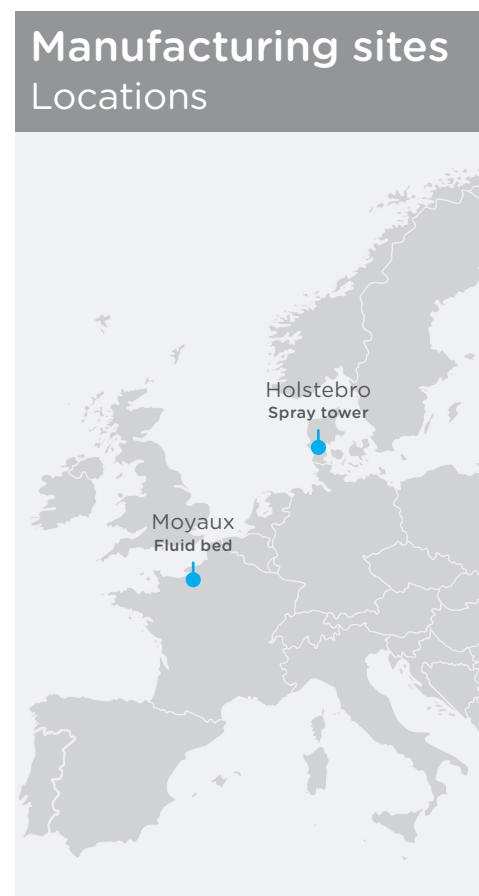 Manufacturing sites
Locations
Holstebro
Spray tower
Moyaux
Fluid bed